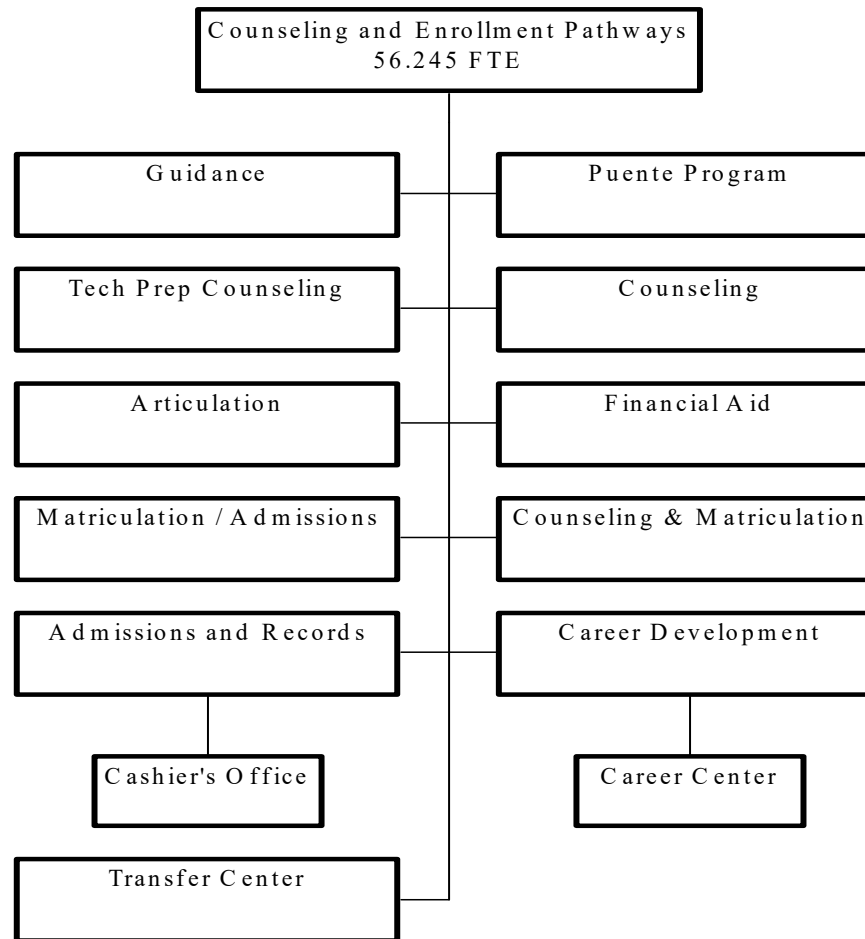 Counseling and Enrollment Pathways
56.245 FTE
Guidance
Puente Program
Tech Prep Counseling
Counseling
Articulation
Financial Aid
Matriculation / Admissions
Counseling & Matriculation
Admissions and Records
Career Development
Cashier's Office
Career Center
Transfer Center